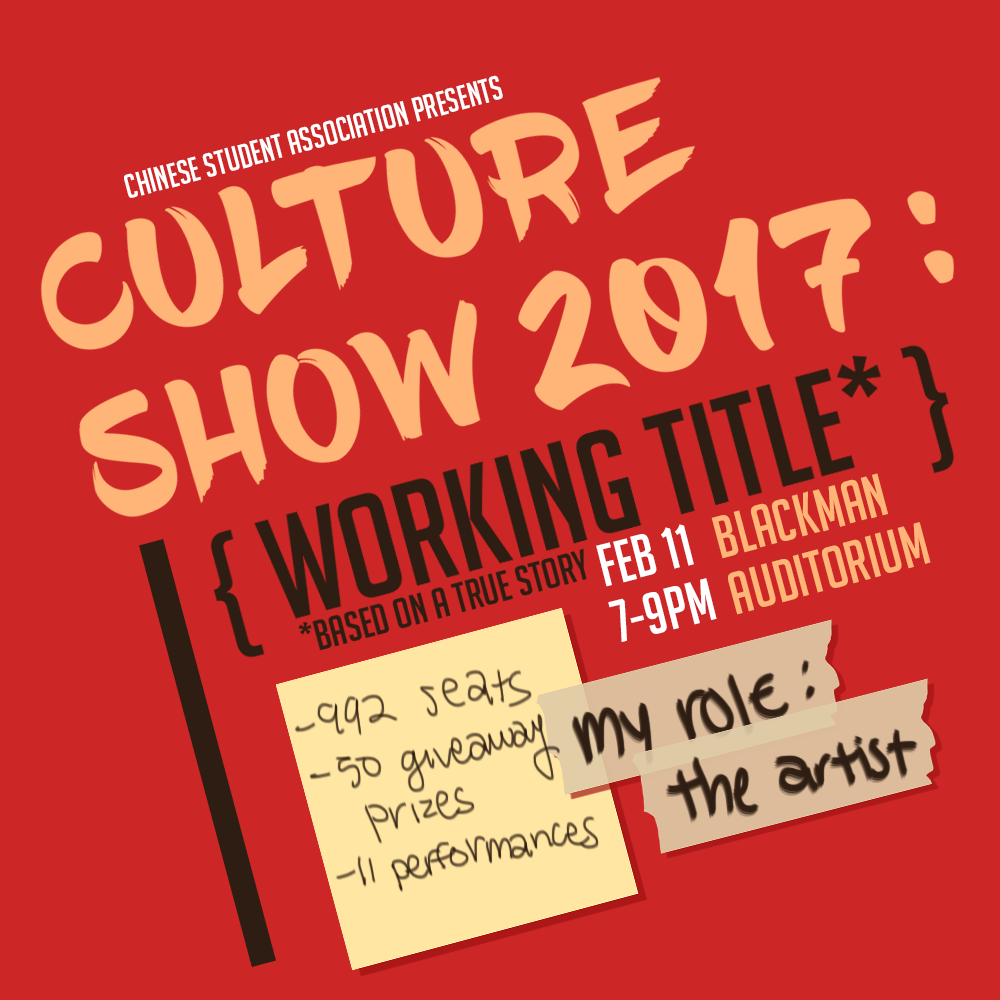 CHINESE STUDENT ASSOCIATION PRESENTS
CULTURE
SHOW 2017:
{ WORKING TITLE* }
*BASED ON A TRUE STORY
FEB 11
7-9PM
BLACKMAN
AUDITORIUM
-992 seats
-50 giveaway
prizes
-11 performances
my role:
the artist